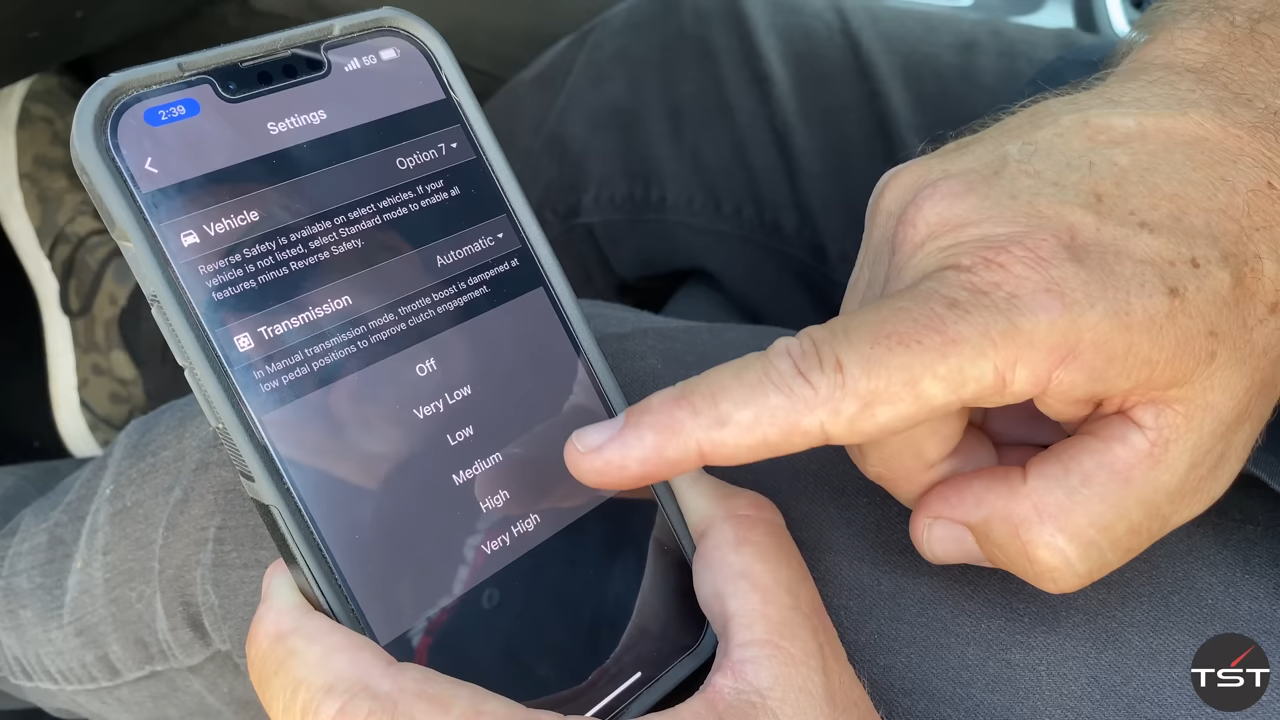 2:39
5G
Settings
Vehicle
Option 7
Reverse Safety is available on select vehicles. If your
vehicle is not listed, select Standard mode to enable all
features minus Reverse Safety.
Transmission
Automatic
In Manual transmission mode, throttle boost is dampened at
low pedal positions to improve clutch engagement.
Off
Very Low
Low
Medium
High
Very High
TST